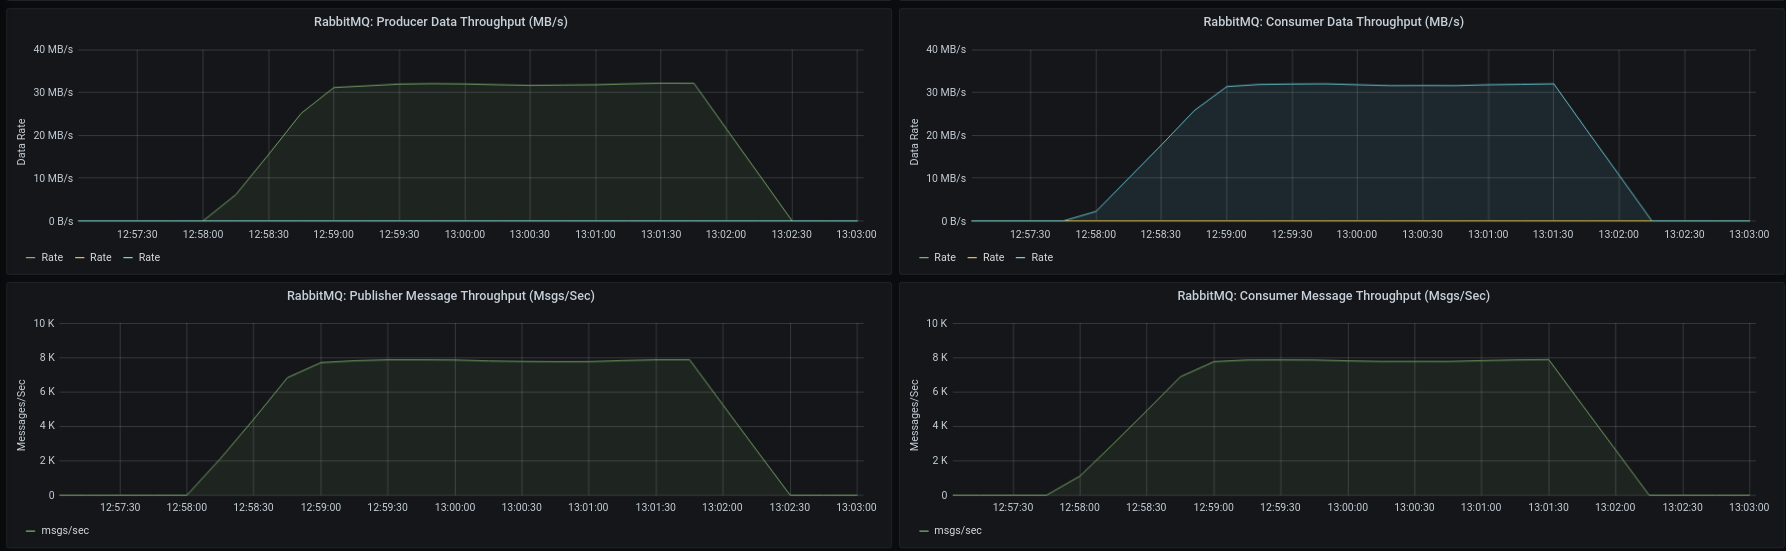 RabbitMQ: Producer Data Throughput (MB/s)
40 MB/s
30 MB/s
20 MB/s
10 MB/s
0 B/s
Data Rate
12:57:30 12:58:00 12:58:30 12:59:00 12:59:30 13:00:00 13:00:30 13:01:00 13:01:30 13:02:00 13:02:30 13:03:00
Rate Rate Rate
RabbitMQ: Consumer Data Throughput (MB/s)
40 MB/s
30 MB/s
20 MB/s
10 MB/s
0 B/s
Data Rate
12:57:30 12:58:00 12:58:30 12:59:00 12:59:30 13:00:00 13:00:30 13:01:00 13:01:30 13:02:00 13:02:30 13:03:00
Rate Rate Rate
RabbitMQ: Publisher Message Throughput (Msgs/Sec)
10 K
8 K
6 K
4 K
2 K
0
Messages/Sec
12:57:30 12:58:00 12:58:30 12:59:00 12:59:30 13:00:00 13:00:30 13:01:00 13:01:30 13:02:00 13:02:30 13:03:00
msgs/sec
RabbitMQ: Consumer Message Throughput (Msgs/Sec)
10 K
8 K
6 K
4 K
2 K
0
Messages/Sec
12:57:30 12:58:00 12:58:30 12:59:00 12:59:30 13:00:00 13:00:30 13:01:00 13:01:30 13:02:00 13:02:30 13:03:00
msgs/sec